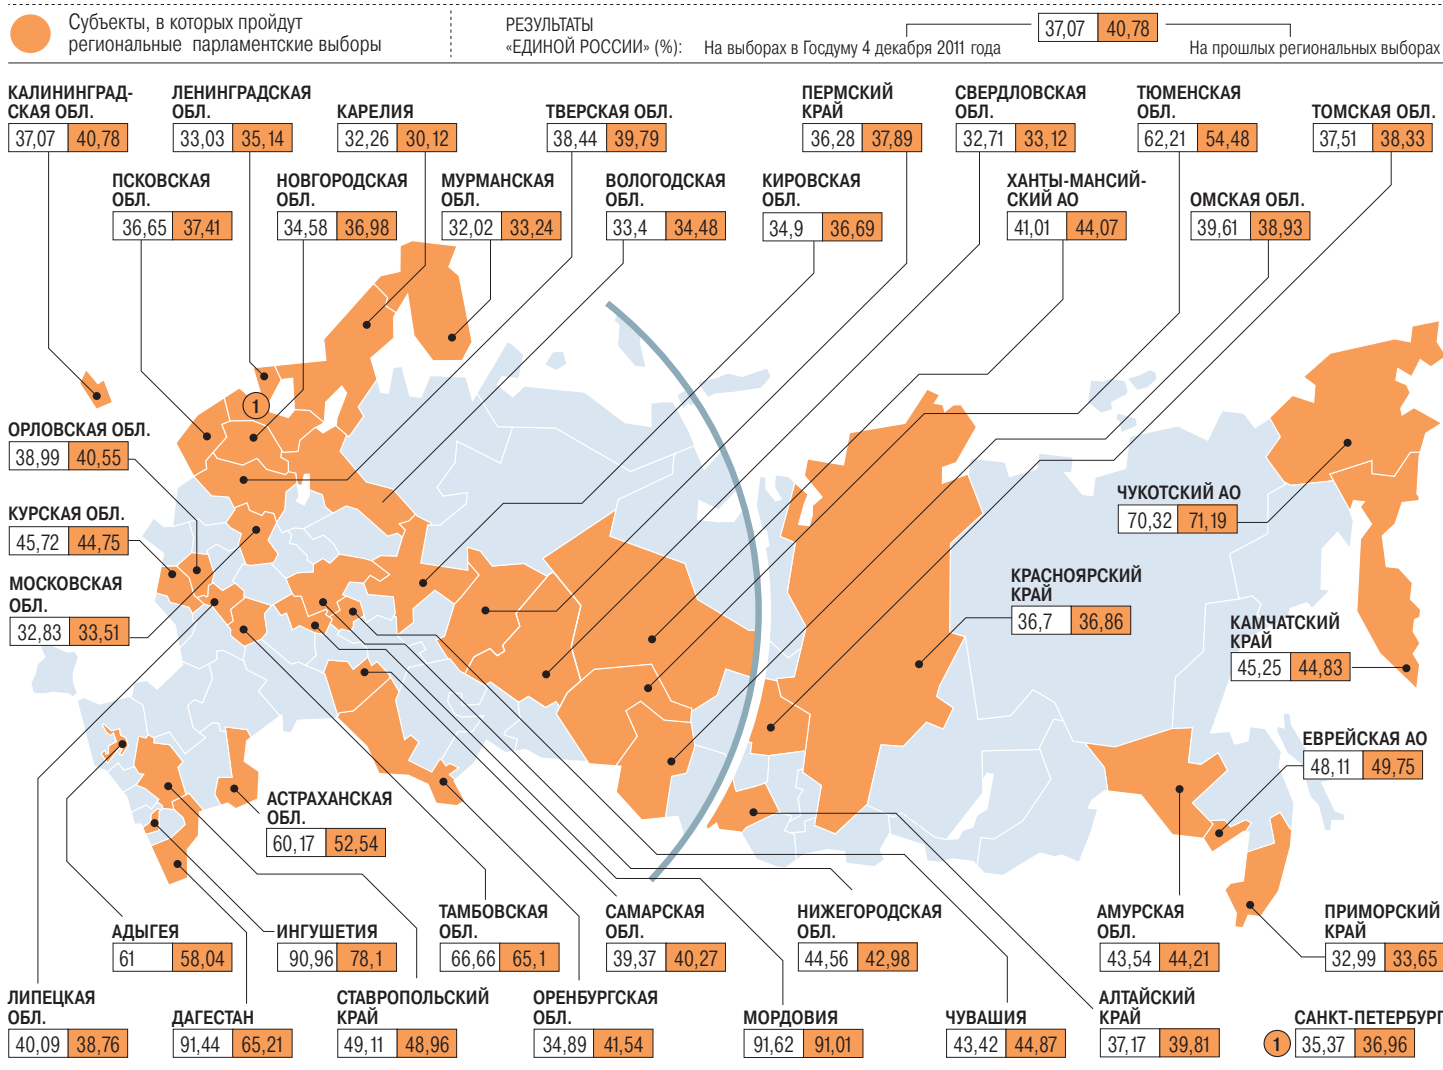 Субъекты, в которых пройдут
региональные парламентские выборы
РЕЗУЛЬТАТЫ
«ЕДИНОЙ РОССИИ» (%):
На выборах в Госдуму 4 декабря 2011 года
37,07 40,78
На прошлых региональных выборах
КАЛИНИНГРАД-
СКАЯ ОБЛ.
37,07 40,78
ЛЕНИНГРАДСКАЯ
ОБЛ.
33,03 35,14
КАРЕЛИЯ
32,26 30,12
ТВЕРСКАЯ ОБЛ.
38,44 39,79
ПЕРМСКИЙ
КРАЙ
36,28 37,89
СВЕРДЛОВСКАЯ
ОБЛ.
32,71 33,12
ТЮМЕНСКАЯ
ОБЛ.
62,21 54,48
ТОМСКАЯ ОБЛ.
37,51 38,33
ПСКОВСКАЯ
ОБЛ.
36,65 37,41
НОВГОРОДСКАЯ
ОБЛ.
34,58 36,98
МУРМАНСКАЯ
ОБЛ.
32,02 33,24
ВОЛОГОДСКАЯ
ОБЛ.
33,4 34,48
КИРОВСКАЯ
ОБЛ.
34,9 36,69
ХАНТЫ-МАНСИЙ-
СКИЙ АО
41,01 44,07
ОМСКАЯ ОБЛ.
39,61 38,93
1
ОРЛОВСКАЯ ОБЛ.
38,99 40,55
КУРСКАЯ ОБЛ.
45,72 44,75
МОСКОВСКАЯ
ОБЛ.
32,83 33,51
ЧУКОТСКИЙ АО
70,32 71,19
КРАСНОЯРСКИЙ
КРАЙ
36,7 36,86
КАМЧАТСКИЙ
КРАЙ
45,25 44,83
ЕВРЕЙСКАЯ АО
48,11 49,75
АСТРАХАНСКАЯ
ОБЛ.
60,17 52,54
АДЫГЕЯ
61 58,04
ИНГУШЕТИЯ
90,96 78,1
ТАМБОВСКАЯ
ОБЛ.
66,66 65,1
САМАРСКАЯ
ОБЛ.
39,37 40,27
НИЖЕГОРОДСКАЯ
ОБЛ.
44,56 42,98
АМУРСКАЯ
ОБЛ.
43,54 44,21
ПРИМОРСКИЙ
КРАЙ
32,99 33,65
ЛИПЕЦКАЯ
ОБЛ.
40,09 38,76
ДАГЕСТАН
91,44 65,21
СТАВРОПОЛЬСКИЙ
КРАЙ
49,11 48,96
ОРЕНБУРГСКАЯ
ОБЛ.
34,89 41,54
МОРДОВИЯ
91,62 91,01
ЧУВАШИЯ
43,42 44,87
АЛТАЙСКИЙ
КРАЙ
37,17 39,81
1 САНКТ-ПЕТЕРБУРГ
35,37 36,96